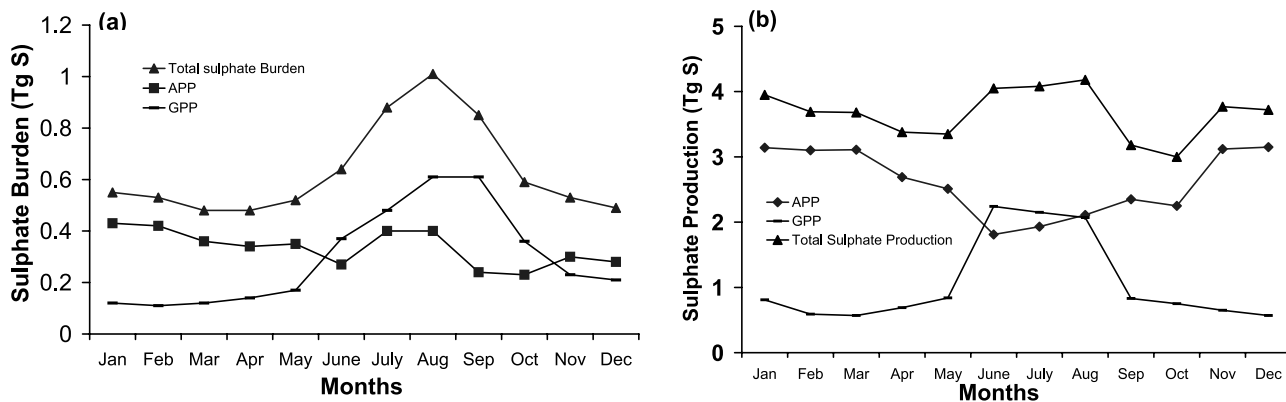 (a)
Sulphate Burden (Tg S)
1.2
1
0.8
0.6
0.4
0.2
0
Total sulphate Burden
APP
GPP
Jan Feb Mar Apr May June July Aug Sep Oct Nov Dec
Months
(b)
Sulphate Production (Tg S)
5
4
3
2
1
0
APP
GPP
Total Sulphate Production
Jan Feb Mar Apr May June July Aug Sep Oct Nov Dec
Months